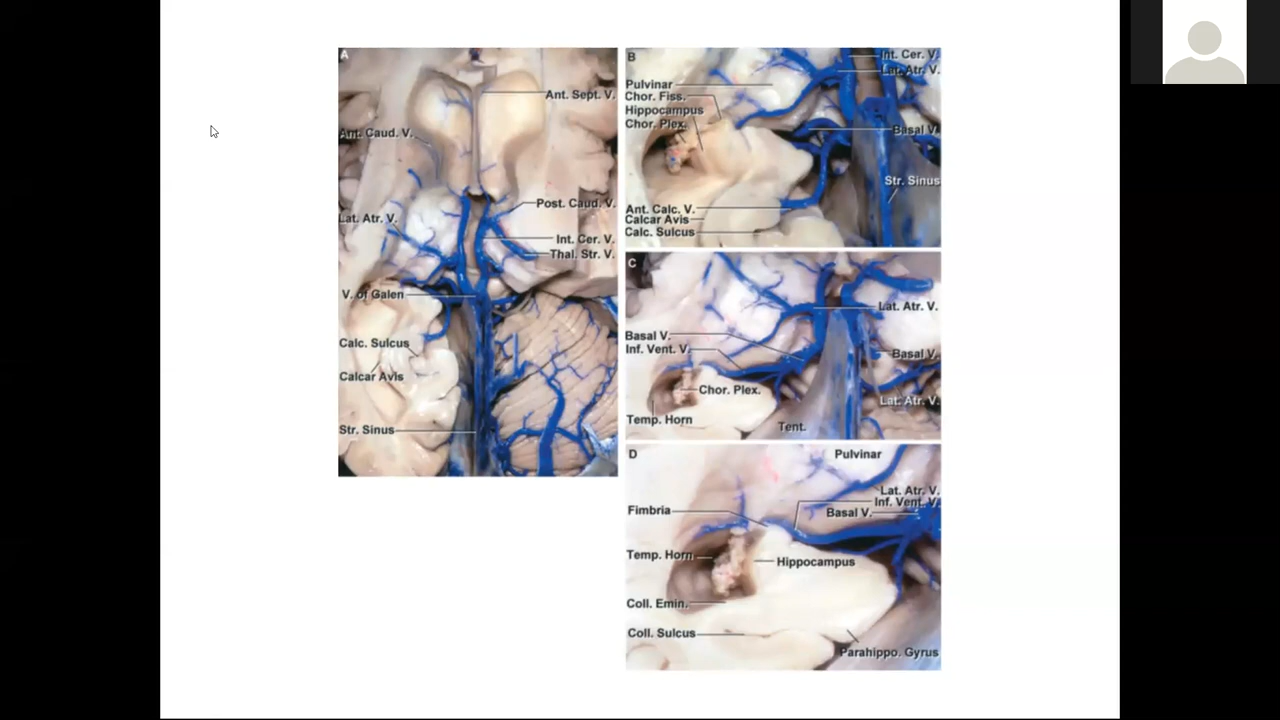 A
Ant. Sept. V.
Ant. Caud. V.
Post. Caud. V.
Lat. Atr. V.
Int. Cer. V.
Thal. Str. V.
V. of Galen
Calc. Sulcus
Calcar Avis
Str. Sinus
B
Int. Cer. V.
Lat. Atr. V.
Pulvinar
Chor. Fiss.
Hippocampus
Chor. Plex.
Basal V.
Str. Sinus
Ant. Calc. V.
Calcar Avis
Calc. Sulcus
C
Lat. Atr. V.
Basal V.
Inf. Vent. V.
Basal V.
Chor. Plex.
Lat. Atr. V.
Temp. Horn
Tent.
D
Pulvinar
Lat. Atr. V.
Inf. Vent. V.
Basal V.
Fimbria
Temp. Horn
Hippocampus
Coll. Emin.
Coll. Sulcus
Parahippo. Gyrus